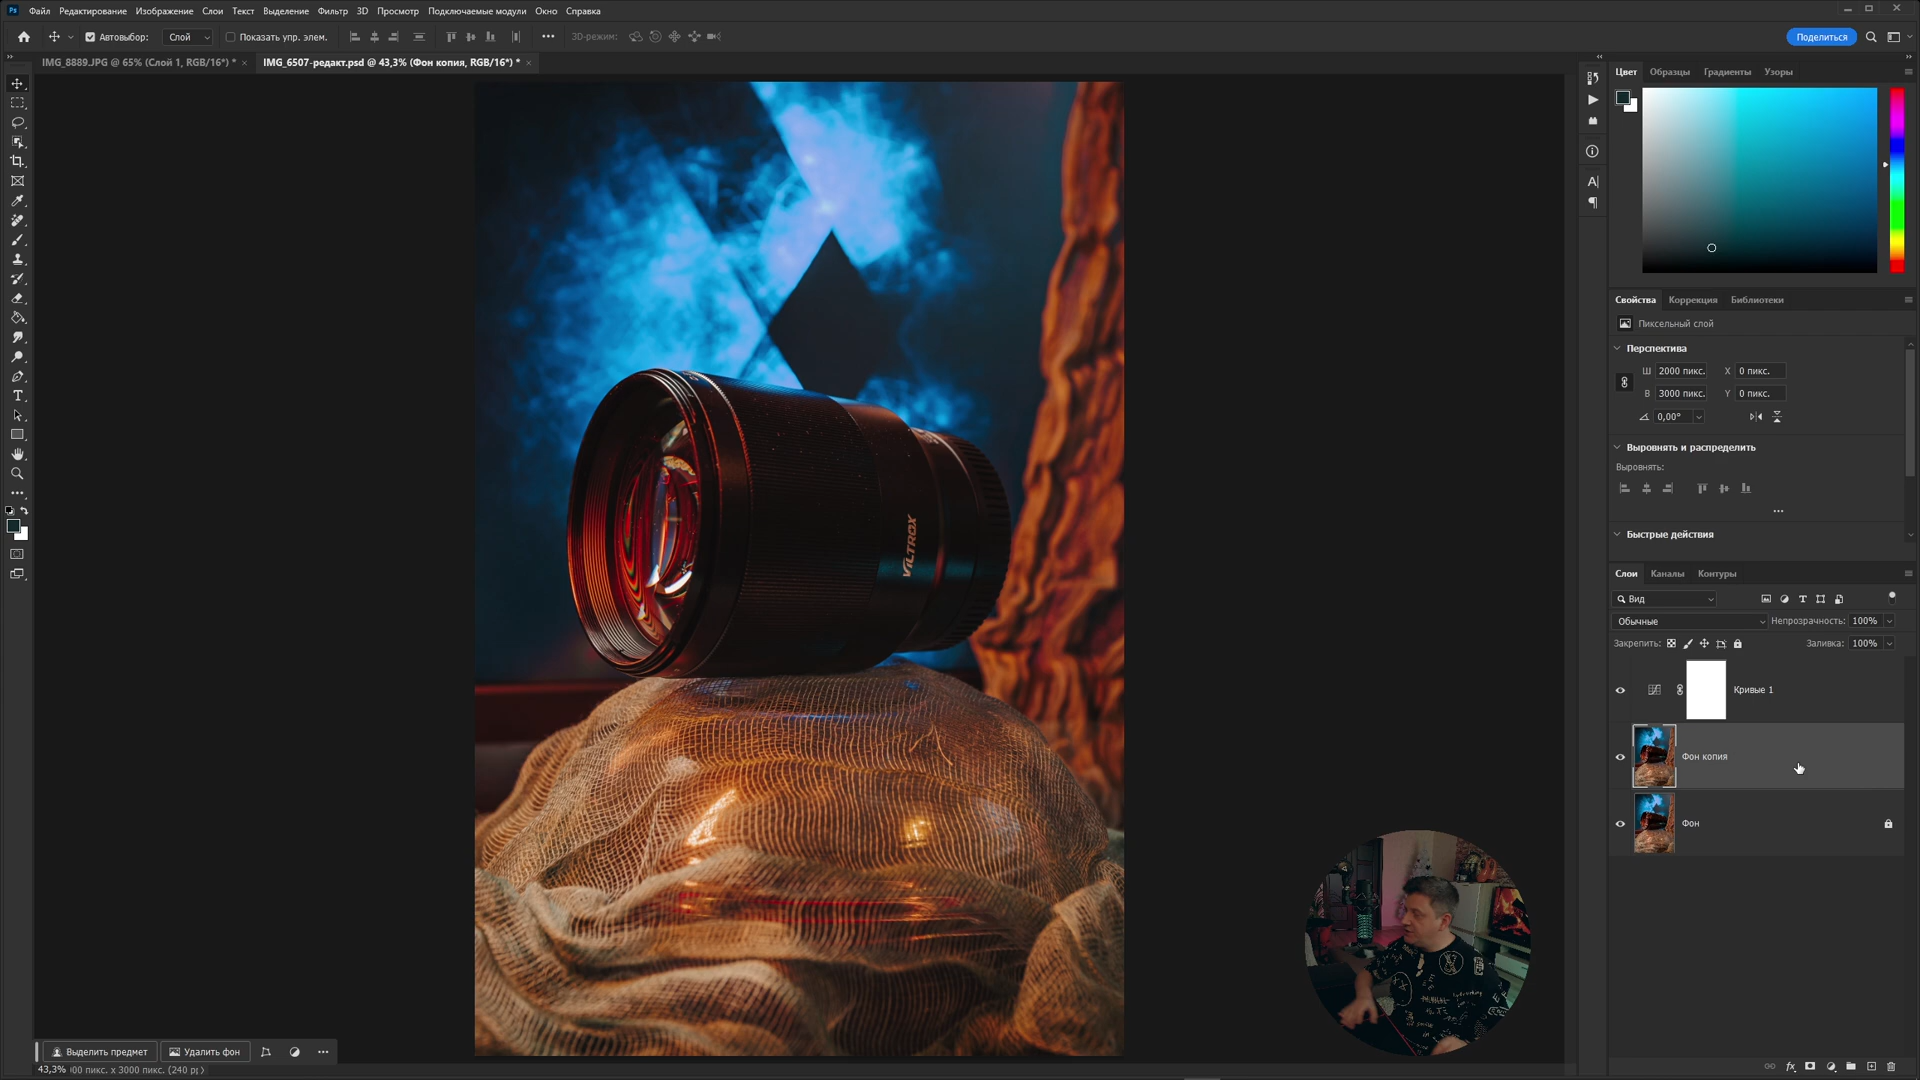 Ps Файл Редактирование Изображение Слои Текст Выделение Фильтр 3D Просмотр Подключаемые модули Окно Справка
Автовыбор: Слой Показать упр. элем. 3D-режим: Поделиться
IMG_8889.JPG @ 65% (Слой 1, RGB/16*) * × IMG_6507-редакт.psd @ 43,3% (Фон копия, RGB/16*) * ×
Цвет Образцы Градиенты Узоры
Свойства Коррекция Библиотеки
Пиксельный слой
Перспектива
Ш 2000 пикс. X 0 пикс.
В 3000 пикс. Y 0 пикс.
0,00°
Выровнять и распределить
Выровнять:
Быстрые действия
VILTROX
Слои Каналы Контуры
Вид
Обычные Непрозрачность: 100%
Закрепить: Заливка: 100%
Кривые 1
Фон копия
Фон
Выделить предмет Удалить фон
43,3% 00 пикс. x 3000 пикс. (240 pp